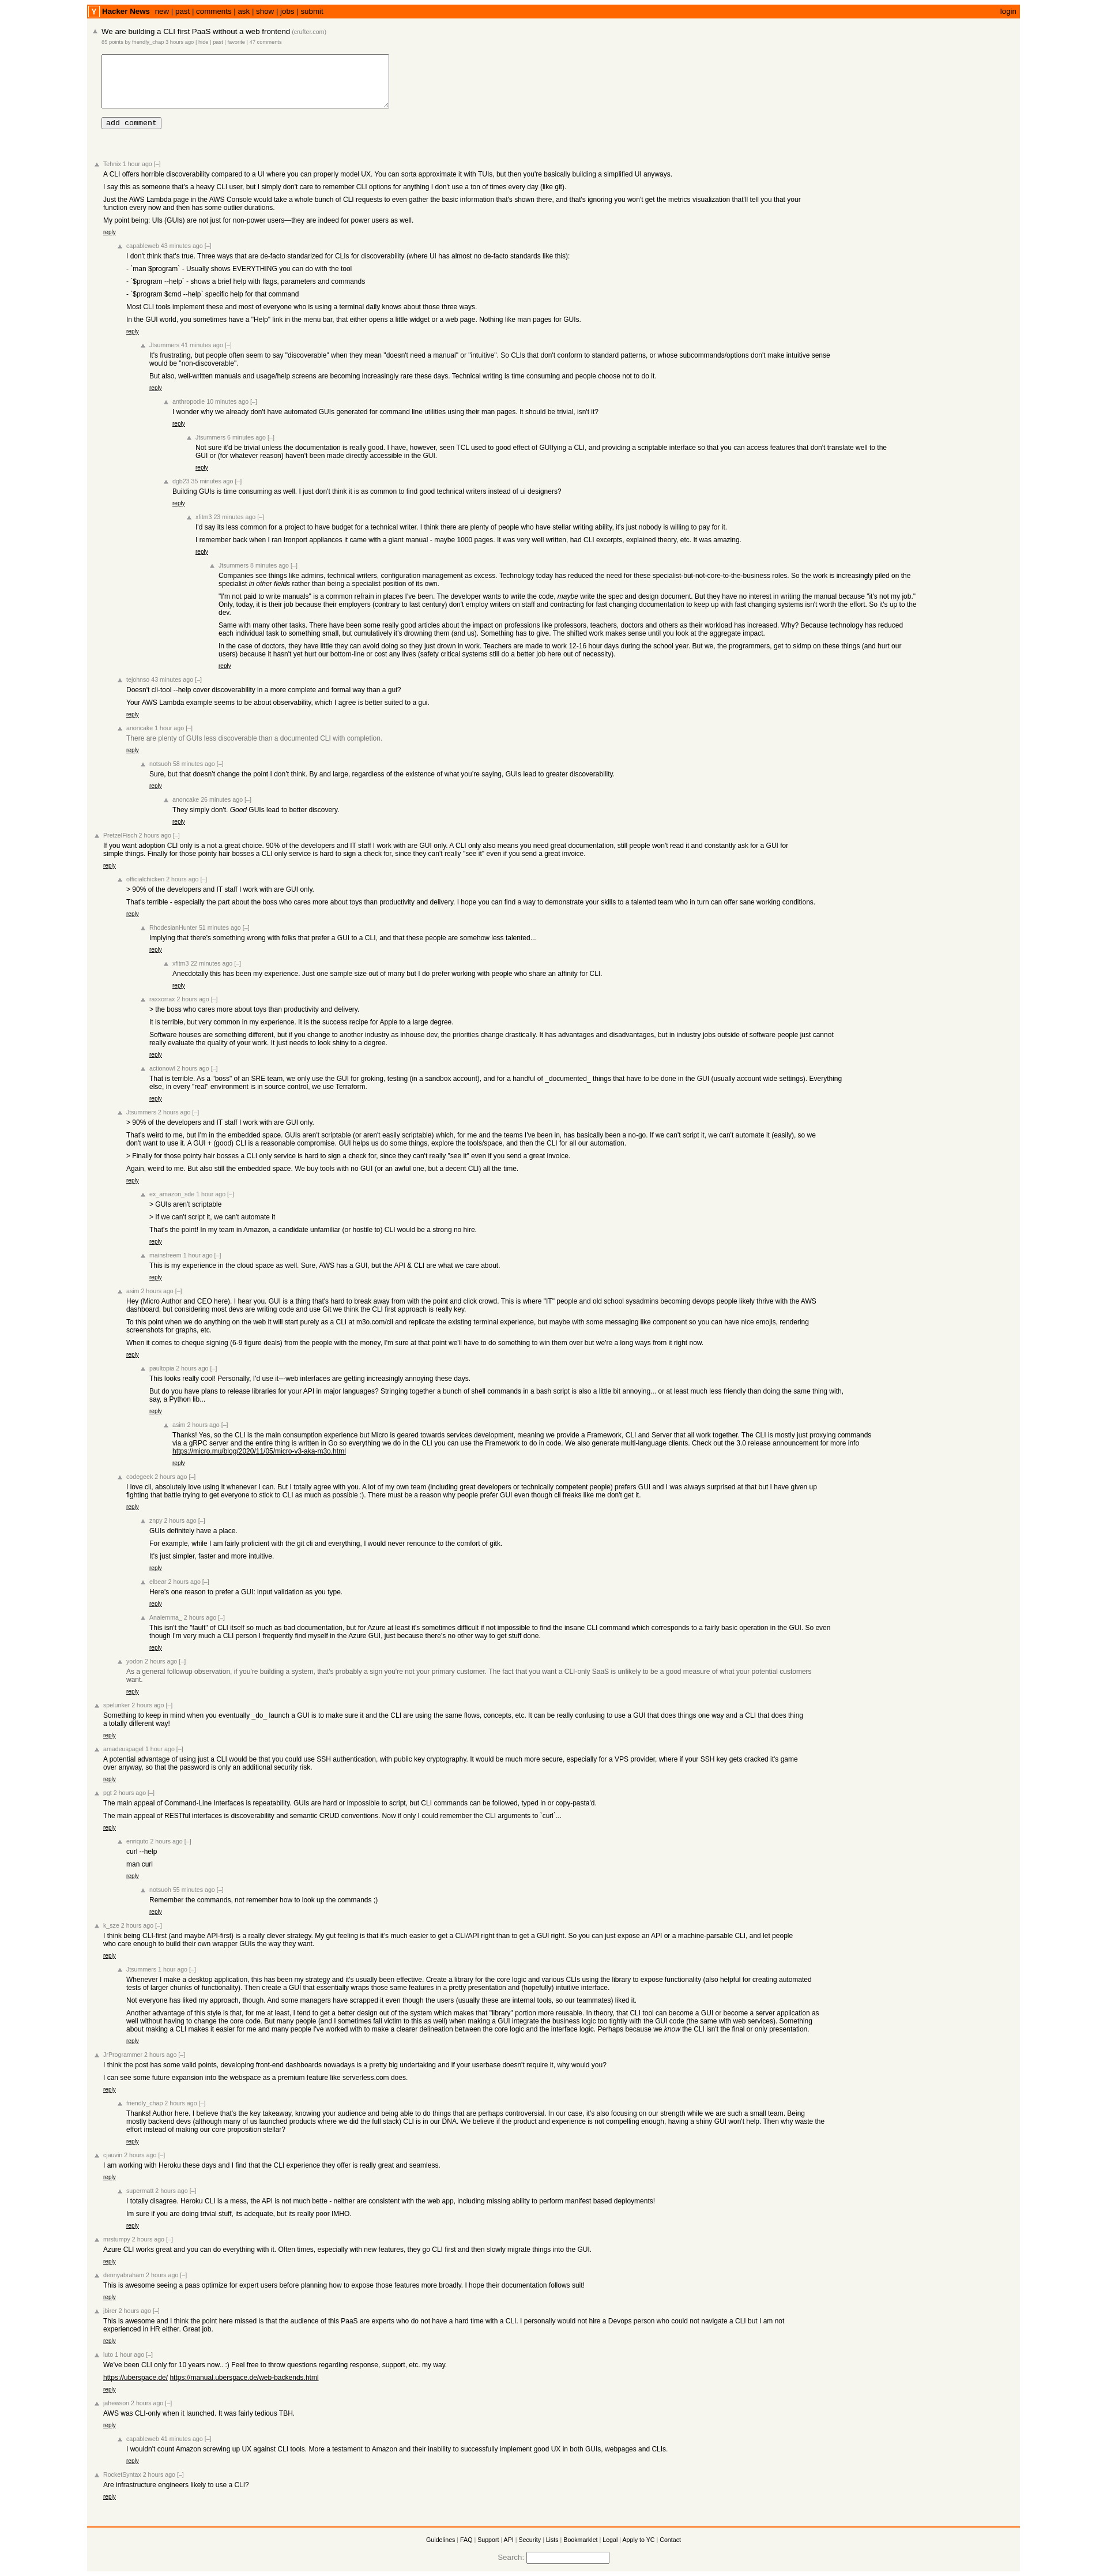 Y Hacker News new | past | comments | ask | show | jobs | submit login
We are building a CLI first PaaS without a web frontend (crufter.com)
85 points by friendly_chap 3 hours ago | hide | past | favorite | 47 comments
add comment
Tehnix 1 hour ago [–]
A CLI offers horrible discoverability compared to a UI where you can properly model UX. You can sorta approximate it with TUIs, but then you're basically building a simplified UI anyways.
I say this as someone that's a heavy CLI user, but I simply don't care to remember CLI options for anything I don't use a ton of times every day (like git).
Just the AWS Lambda page in the AWS Console would take a whole bunch of CLI requests to even gather the basic information that's shown there, and that's ignoring you won't get the metrics visualization that'll tell you that your
function every now and then has some outlier durations.
My point being: UIs (GUIs) are not just for non-power users—they are indeed for power users as well.
reply
capableweb 43 minutes ago [–]
I don't think that's true. Three ways that are de-facto standarized for CLIs for discoverability (where UI has almost no de-facto standards like this):
- `man $program` - Usually shows EVERYTHING you can do with the tool
- `$program --help` - shows a brief help with flags, parameters and commands
- `$program $cmd --help` specific help for that command
Most CLI tools implement these and most of everyone who is using a terminal daily knows about those three ways.
In the GUI world, you sometimes have a "Help" link in the menu bar, that either opens a little widget or a web page. Nothing like man pages for GUIs.
reply
Jtsummers 41 minutes ago [–]
It's frustrating, but people often seem to say "discoverable" when they mean "doesn't need a manual" or "intuitive". So CLIs that don't conform to standard patterns, or whose subcommands/options don't make intuitive sense
would be "non-discoverable".
But also, well-written manuals and usage/help screens are becoming increasingly rare these days. Technical writing is time consuming and people choose not to do it.
reply
anthropodie 10 minutes ago [–]
I wonder why we already don't have automated GUIs generated for command line utilities using their man pages. It should be trivial, isn't it?
reply
Jtsummers 6 minutes ago [–]
Not sure it'd be trivial unless the documentation is really good. I have, however, seen TCL used to good effect of GUIfying a CLI, and providing a scriptable interface so that you can access features that don't translate well to the
GUI or (for whatever reason) haven't been made directly accessible in the GUI.
reply
dgb23 35 minutes ago [–]
Building GUIs is time consuming as well. I just don't think it is as common to find good technical writers instead of ui designers?
reply
xfitm3 23 minutes ago [–]
I'd say its less common for a project to have budget for a technical writer. I think there are plenty of people who have stellar writing ability, it's just nobody is willing to pay for it.
I remember back when I ran Ironport appliances it came with a giant manual - maybe 1000 pages. It was very well written, had CLI excerpts, explained theory, etc. It was amazing.
reply
Jtsummers 8 minutes ago [–]
Companies see things like admins, technical writers, configuration management as excess. Technology today has reduced the need for these specialist-but-not-core-to-the-business roles. So the work is increasingly piled on the
specialist in other fields rather than being a specialist position of its own.
"I'm not paid to write manuals" is a common refrain in places I've been. The developer wants to write the code, maybe write the spec and design document. But they have no interest in writing the manual because "it's not my job."
Only, today, it is their job because their employers (contrary to last century) don't employ writers on staff and contracting for fast changing documentation to keep up with fast changing systems isn't worth the effort. So it's up to the
dev.
Same with many other tasks. There have been some really good articles about the impact on professions like professors, teachers, doctors and others as their workload has increased. Why? Because technology has reduced
each individual task to something small, but cumulatively it's drowning them (and us). Something has to give. The shifted work makes sense until you look at the aggregate impact.
In the case of doctors, they have little they can avoid doing so they just drown in work. Teachers are made to work 12-16 hour days during the school year. But we, the programmers, get to skimp on these things (and hurt our
users) because it hasn't yet hurt our bottom-line or cost any lives (safety critical systems still do a better job here out of necessity).
reply
tejohnso 43 minutes ago [–]
Doesn't cli-tool --help cover discoverability in a more complete and formal way than a gui?
Your AWS Lambda example seems to be about observability, which I agree is better suited to a gui.
reply
anoncake 1 hour ago [–]
There are plenty of GUIs less discoverable than a documented CLI with completion.
reply
notsuoh 58 minutes ago [–]
Sure, but that doesn't change the point I don't think. By and large, regardless of the existence of what you're saying, GUIs lead to greater discoverability.
reply
anoncake 26 minutes ago [–]
They simply don't. Good GUIs lead to better discovery.
reply
PretzelFisch 2 hours ago [–]
If you want adoption CLI only is a not a great choice. 90% of the developers and IT staff I work with are GUI only. A CLI only also means you need great documentation, still people won't read it and constantly ask for a GUI for
simple things. Finally for those pointy hair bosses a CLI only service is hard to sign a check for, since they can't really "see it" even if you send a great invoice.
reply
officialchicken 2 hours ago [–]
> 90% of the developers and IT staff I work with are GUI only.
That's terrible - especially the part about the boss who cares more about toys than productivity and delivery. I hope you can find a way to demonstrate your skills to a talented team who in turn can offer sane working conditions.
reply
RhodesianHunter 51 minutes ago [–]
Implying that there's something wrong with folks that prefer a GUI to a CLI, and that these people are somehow less talented...
reply
xfitm3 22 minutes ago [–]
Anecdotally this has been my experience. Just one sample size out of many but I do prefer working with people who share an affinity for CLI.
reply
raxxorrax 2 hours ago [–]
> the boss who cares more about toys than productivity and delivery.
It is terrible, but very common in my experience. It is the success recipe for Apple to a large degree.
Software houses are something different, but if you change to another industry as inhouse dev, the priorities change drastically. It has advantages and disadvantages, but in industry jobs outside of software people just cannot
really evaluate the quality of your work. It just needs to look shiny to a degree.
reply
actionowl 2 hours ago [–]
That is terrible. As a "boss" of an SRE team, we only use the GUI for groking, testing (in a sandbox account), and for a handful of _documented_ things that have to be done in the GUI (usually account wide settings). Everything
else, in every "real" environment is in source control, we use Terraform.
reply
Jtsummers 2 hours ago [–]
> 90% of the developers and IT staff I work with are GUI only.
That's weird to me, but I'm in the embedded space. GUIs aren't scriptable (or aren't easily scriptable) which, for me and the teams I've been in, has basically been a no-go. If we can't script it, we can't automate it (easily), so we
don't want to use it. A GUI + (good) CLI is a reasonable compromise. GUI helps us do some things, explore the tools/space, and then the CLI for all our automation.
> Finally for those pointy hair bosses a CLI only service is hard to sign a check for, since they can't really "see it" even if you send a great invoice.
Again, weird to me. But also still the embedded space. We buy tools with no GUI (or an awful one, but a decent CLI) all the time.
reply
ex_amazon_sde 1 hour ago [–]
> GUIs aren't scriptable
> If we can't script it, we can't automate it
That's the point! In my team in Amazon, a candidate unfamiliar (or hostile to) CLI would be a strong no hire.
reply
mainstreem 1 hour ago [–]
This is my experience in the cloud space as well. Sure, AWS has a GUI, but the API & CLI are what we care about.
reply
asim 2 hours ago [–]
Hey (Micro Author and CEO here). I hear you. GUI is a thing that's hard to break away from with the point and click crowd. This is where "IT" people and old school sysadmins becoming devops people likely thrive with the AWS
dashboard, but considering most devs are writing code and use Git we think the CLI first approach is really key.
To this point when we do anything on the web it will start purely as a CLI at m3o.com/cli and replicate the existing terminal experience, but maybe with some messaging like component so you can have nice emojis, rendering
screenshots for graphs, etc.
When it comes to cheque signing (6-9 figure deals) from the people with the money, I'm sure at that point we'll have to do something to win them over but we're a long ways from it right now.
reply
paultopia 2 hours ago [–]
This looks really cool! Personally, I'd use it---web interfaces are getting increasingly annoying these days.
But do you have plans to release libraries for your API in major languages? Stringing together a bunch of shell commands in a bash script is also a little bit annoying... or at least much less friendly than doing the same thing with,
say, a Python lib...
reply
asim 2 hours ago [–]
Thanks! Yes, so the CLI is the main consumption experience but Micro is geared towards services development, meaning we provide a Framework, CLI and Server that all work together. The CLI is mostly just proxying commands
via a gRPC server and the entire thing is written in Go so everything we do in the CLI you can use the Framework to do in code. We also generate multi-language clients. Check out the 3.0 release announcement for more info
https://micro.mu/blog/2020/11/05/micro-v3-aka-m3o.html
reply
codegeek 2 hours ago [–]
I love cli, absolutely love using it whenever I can. But I totally agree with you. A lot of my own team (including great developers or technically competent people) prefers GUI and I was always surprised at that but I have given up
fighting that battle trying to get everyone to stick to CLI as much as possible :). There must be a reason why people prefer GUI even though cli freaks like me don't get it.
reply
znpy 2 hours ago [–]
GUIs definitely have a place.
For example, while I am fairly proficient with the git cli and everything, I would never renounce to the comfort of gitk.
It's just simpler, faster and more intuitive.
reply
elbear 2 hours ago [–]
Here's one reason to prefer a GUI: input validation as you type.
reply
Analemma_ 2 hours ago [–]
This isn't the "fault" of CLI itself so much as bad documentation, but for Azure at least it's sometimes difficult if not impossible to find the insane CLI command which corresponds to a fairly basic operation in the GUI. So even
though I'm very much a CLI person I frequently find myself in the Azure GUI, just because there's no other way to get stuff done.
reply
yodon 2 hours ago [–]
As a general followup observation, if you're building a system, that's probably a sign you're not your primary customer. The fact that you want a CLI-only SaaS is unlikely to be a good measure of what your potential customers
want.
reply
spelunker 2 hours ago [–]
Something to keep in mind when you eventually _do_ launch a GUI is to make sure it and the CLI are using the same flows, concepts, etc. It can be really confusing to use a GUI that does things one way and a CLI that does thing
a totally different way!
reply
amadeuspagel 1 hour ago [–]
A potential advantage of using just a CLI would be that you could use SSH authentication, with public key cryptography. It would be much more secure, especially for a VPS provider, where if your SSH key gets cracked it's game
over anyway, so that the password is only an additional security risk.
reply
pgt 2 hours ago [–]
The main appeal of Command-Line Interfaces is repeatability. GUIs are hard or impossible to script, but CLI commands can be followed, typed in or copy-pasta'd.
The main appeal of RESTful interfaces is discoverability and semantic CRUD conventions. Now if only I could remember the CLI arguments to `curl`...
reply
enriquto 2 hours ago [–]
curl --help
man curl
reply
notsuoh 55 minutes ago [–]
Remember the commands, not remember how to look up the commands ;)
reply
k_sze 2 hours ago [–]
I think being CLI-first (and maybe API-first) is a really clever strategy. My gut feeling is that it's much easier to get a CLI/API right than to get a GUI right. So you can just expose an API or a machine-parsable CLI, and let people
who care enough to build their own wrapper GUIs the way they want.
reply
Jtsummers 1 hour ago [–]
Whenever I make a desktop application, this has been my strategy and it's usually been effective. Create a library for the core logic and various CLIs using the library to expose functionality (also helpful for creating automated
tests of larger chunks of functionality). Then create a GUI that essentially wraps those same features in a pretty presentation and (hopefully) intuitive interface.
Not everyone has liked my approach, though. And some managers have scrapped it even though the users (usually these are internal tools, so our teammates) liked it.
Another advantage of this style is that, for me at least, I tend to get a better design out of the system which makes that "library" portion more reusable. In theory, that CLI tool can become a GUI or become a server application as
well without having to change the core code. But many people (and I sometimes fall victim to this as well) when making a GUI integrate the business logic too tightly with the GUI code (the same with web services). Something
about making a CLI makes it easier for me and many people I've worked with to make a clearer delineation between the core logic and the interface logic. Perhaps because we know the CLI isn't the final or only presentation.
reply
JrProgrammer 2 hours ago [–]
I think the post has some valid points, developing front-end dashboards nowadays is a pretty big undertaking and if your userbase doesn't require it, why would you?
I can see some future expansion into the webspace as a premium feature like serverless.com does.
reply
friendly_chap 2 hours ago [–]
Thanks! Author here. I believe that's the key takeaway, knowing your audience and being able to do things that are perhaps controversial. In our case, it's also focusing on our strength while we are such a small team. Being
mostly backend devs (although many of us launched products where we did the full stack) CLI is in our DNA. We believe if the product and experience is not compelling enough, having a shiny GUI won't help. Then why waste the
effort instead of making our core proposition stellar?
reply
cjauvin 2 hours ago [–]
I am working with Heroku these days and I find that the CLI experience they offer is really great and seamless.
reply
supermatt 2 hours ago [–]
I totally disagree. Heroku CLI is a mess, the API is not much bette - neither are consistent with the web app, including missing ability to perform manifest based deployments!
Im sure if you are doing trivial stuff, its adequate, but its really poor IMHO.
reply
mrstumpy 2 hours ago [–]
Azure CLI works great and you can do everything with it. Often times, especially with new features, they go CLI first and then slowly migrate things into the GUI.
reply
dennyabraham 2 hours ago [–]
This is awesome seeing a paas optimize for expert users before planning how to expose those features more broadly. I hope their documentation follows suit!
reply
jbirer 2 hours ago [–]
This is awesome and I think the point here missed is that the audience of this PaaS are experts who do not have a hard time with a CLI. I personally would not hire a Devops person who could not navigate a CLI but I am not
experienced in HR either. Great job.
reply
luto 1 hour ago [–]
We've been CLI only for 10 years now.. :) Feel free to throw questions regarding response, support, etc. my way.
https://uberspace.de/ https://manual.uberspace.de/web-backends.html
reply
jahewson 2 hours ago [–]
AWS was CLI-only when it launched. It was fairly tedious TBH.
reply
capableweb 41 minutes ago [–]
I wouldn't count Amazon screwing up UX against CLI tools. More a testament to Amazon and their inability to successfully implement good UX in both GUIs, webpages and CLIs.
reply
RocketSyntax 2 hours ago [–]
Are infrastructure engineers likely to use a CLI?
reply
Guidelines | FAQ | Support | API | Security | Lists | Bookmarklet | Legal | Apply to YC | Contact
Search: